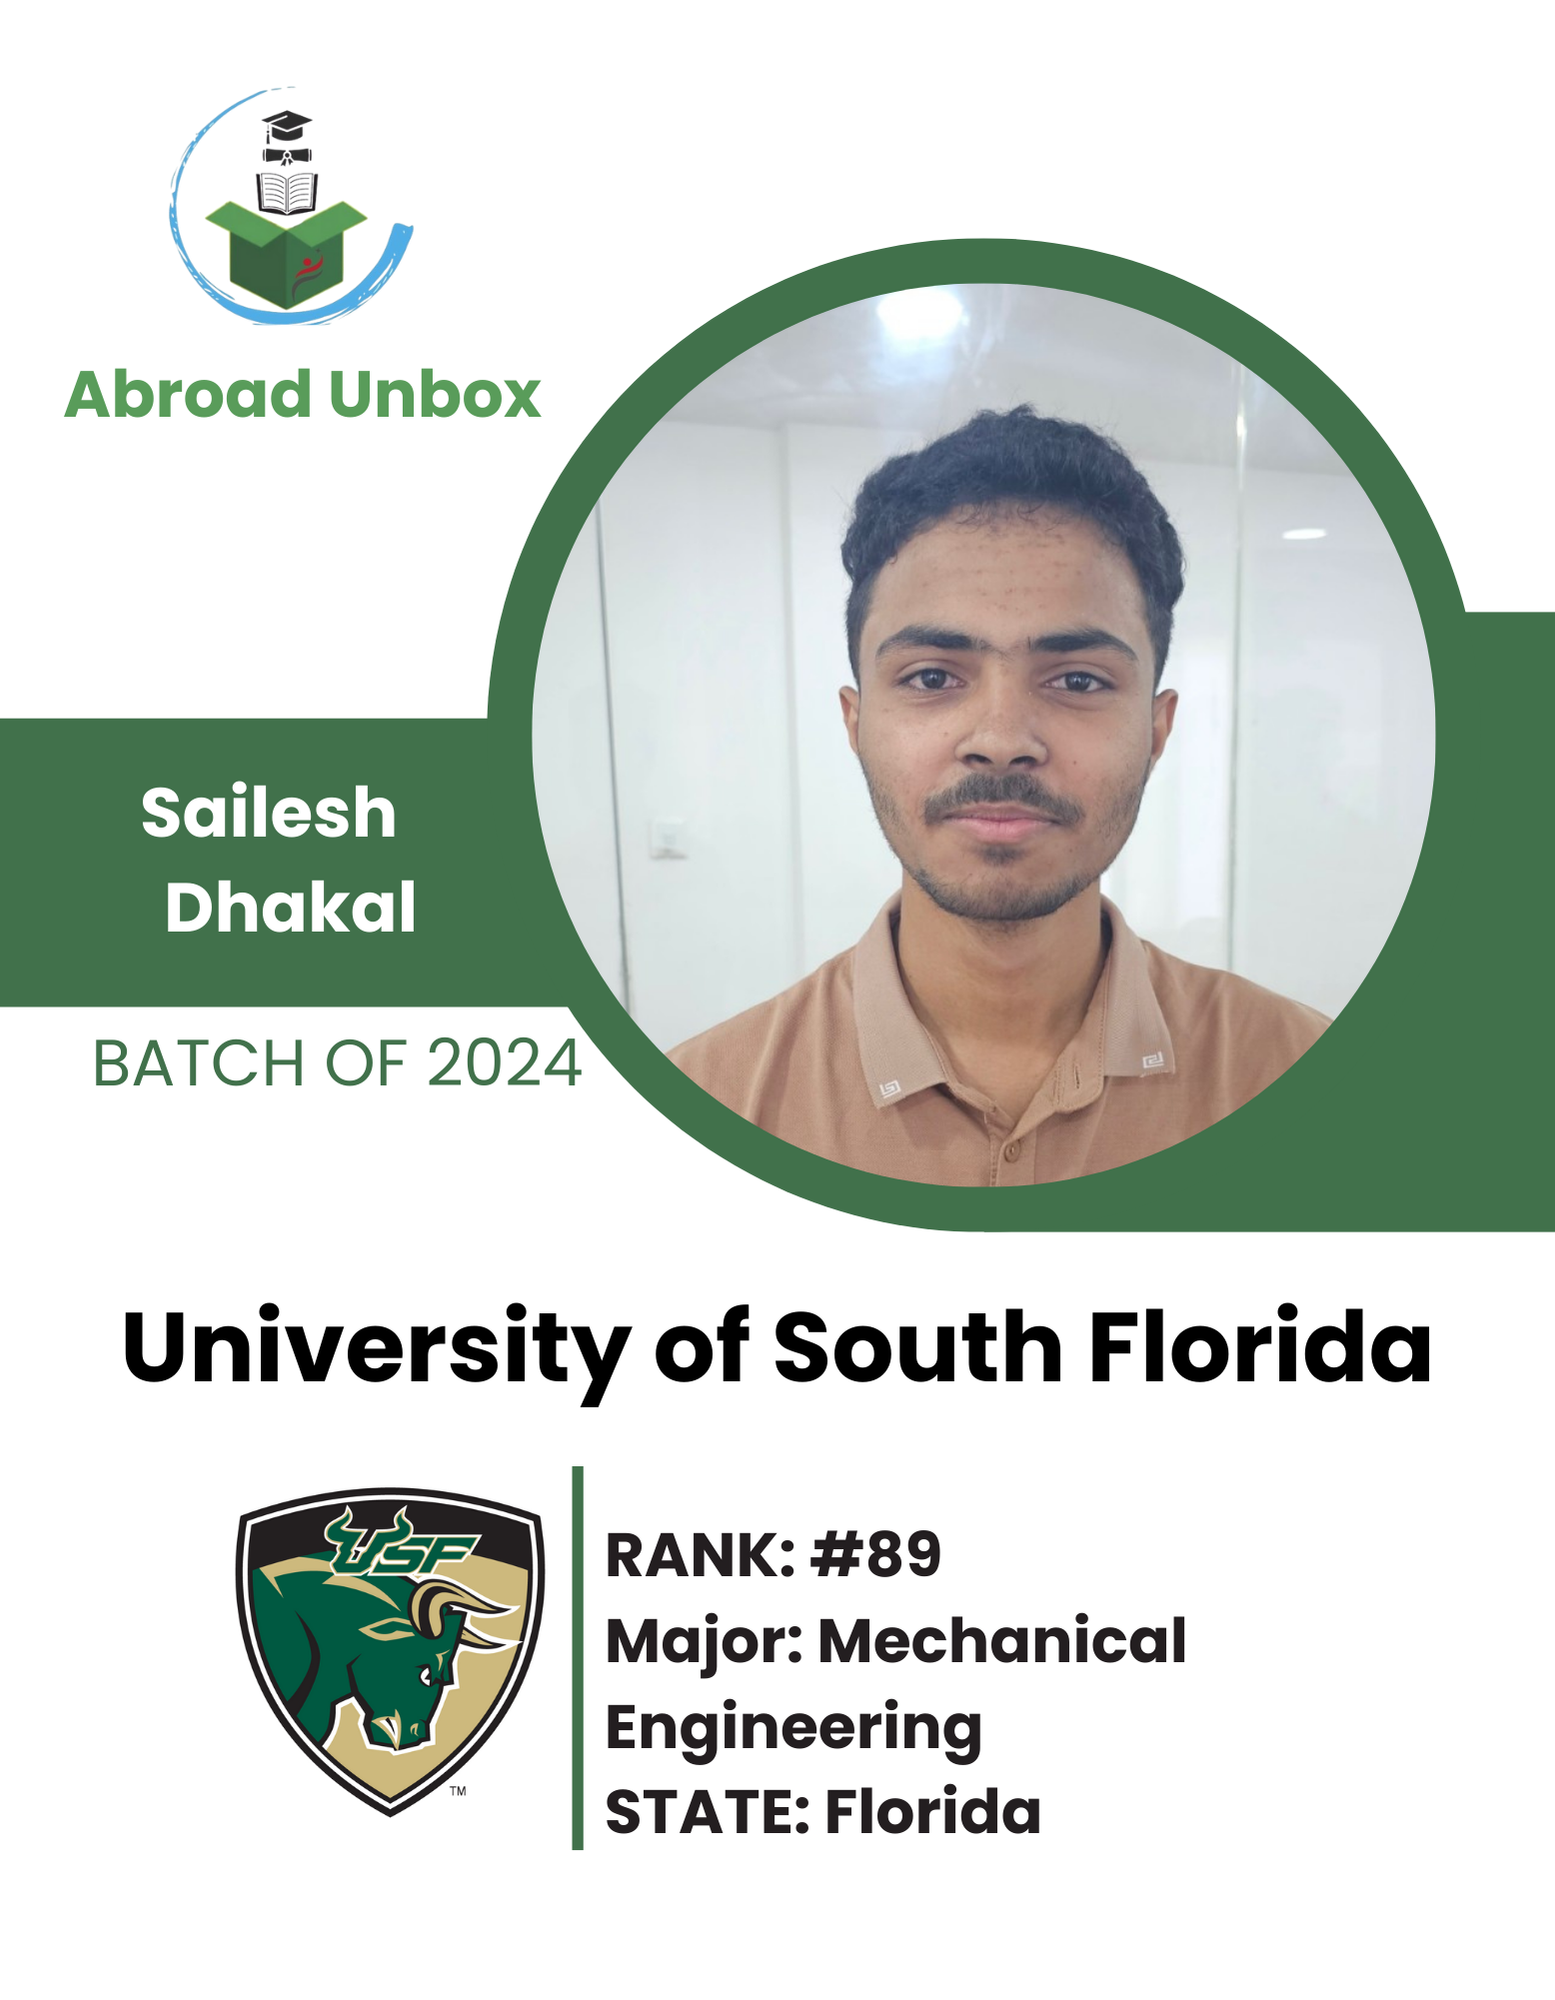 Abroad Unbox
Sailesh
Dhakal
BATCH OF 2024
University of South Florida
USF
TM
RANK: #89
Major: Mechanical
Engineering
STATE: Florida